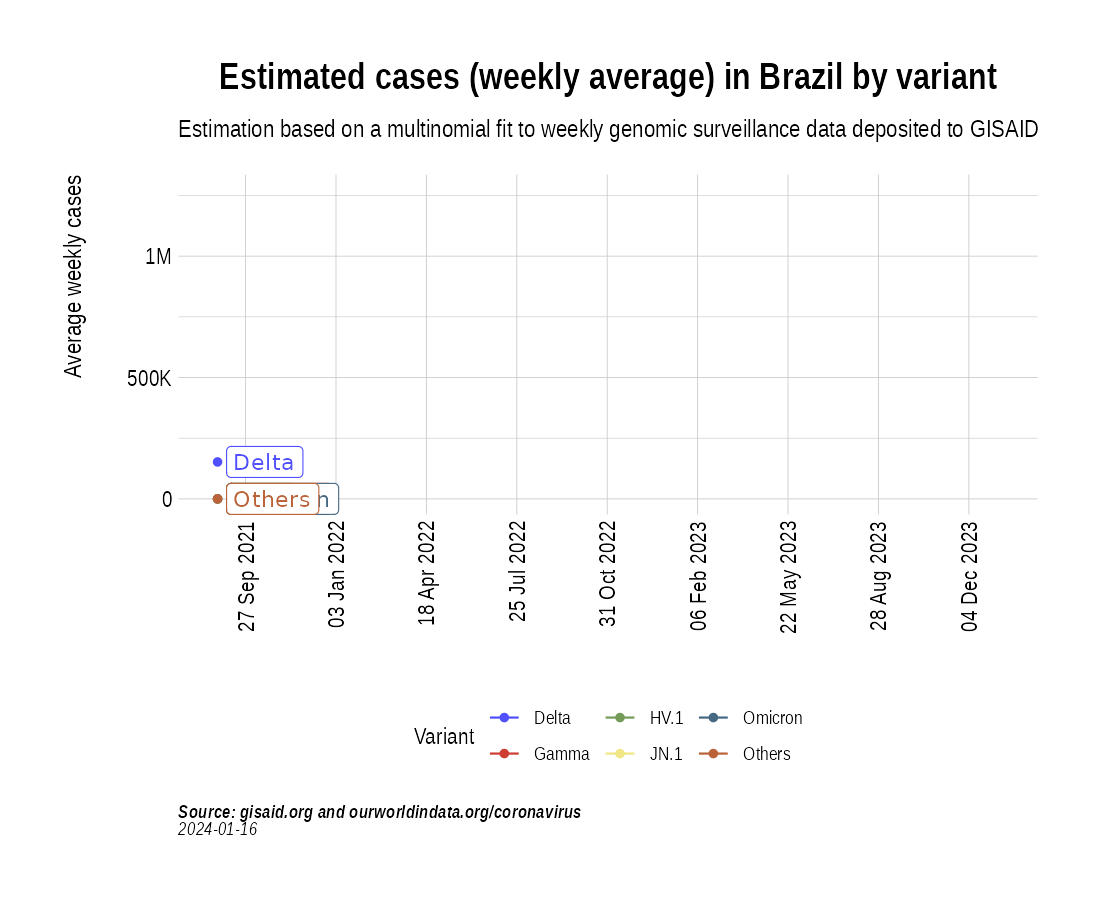 Estimated cases (weekly average) in Brazil by variant
Estimation based on a multinomial fit to weekly genomic surveillance data deposited to GISAID
Average weekly cases
1M
500K
0
Delta
Others
n
27 Sep 2021
03 Jan 2022
18 Apr 2022
25 Jul 2022
31 Oct 2022
06 Feb 2023
22 May 2023
28 Aug 2023
04 Dec 2023
Variant
Delta
HV.1
Omicron
Gamma
JN.1
Others
Source: gisaid.org and ourworldindata.org/coronavirus
2024-01-16